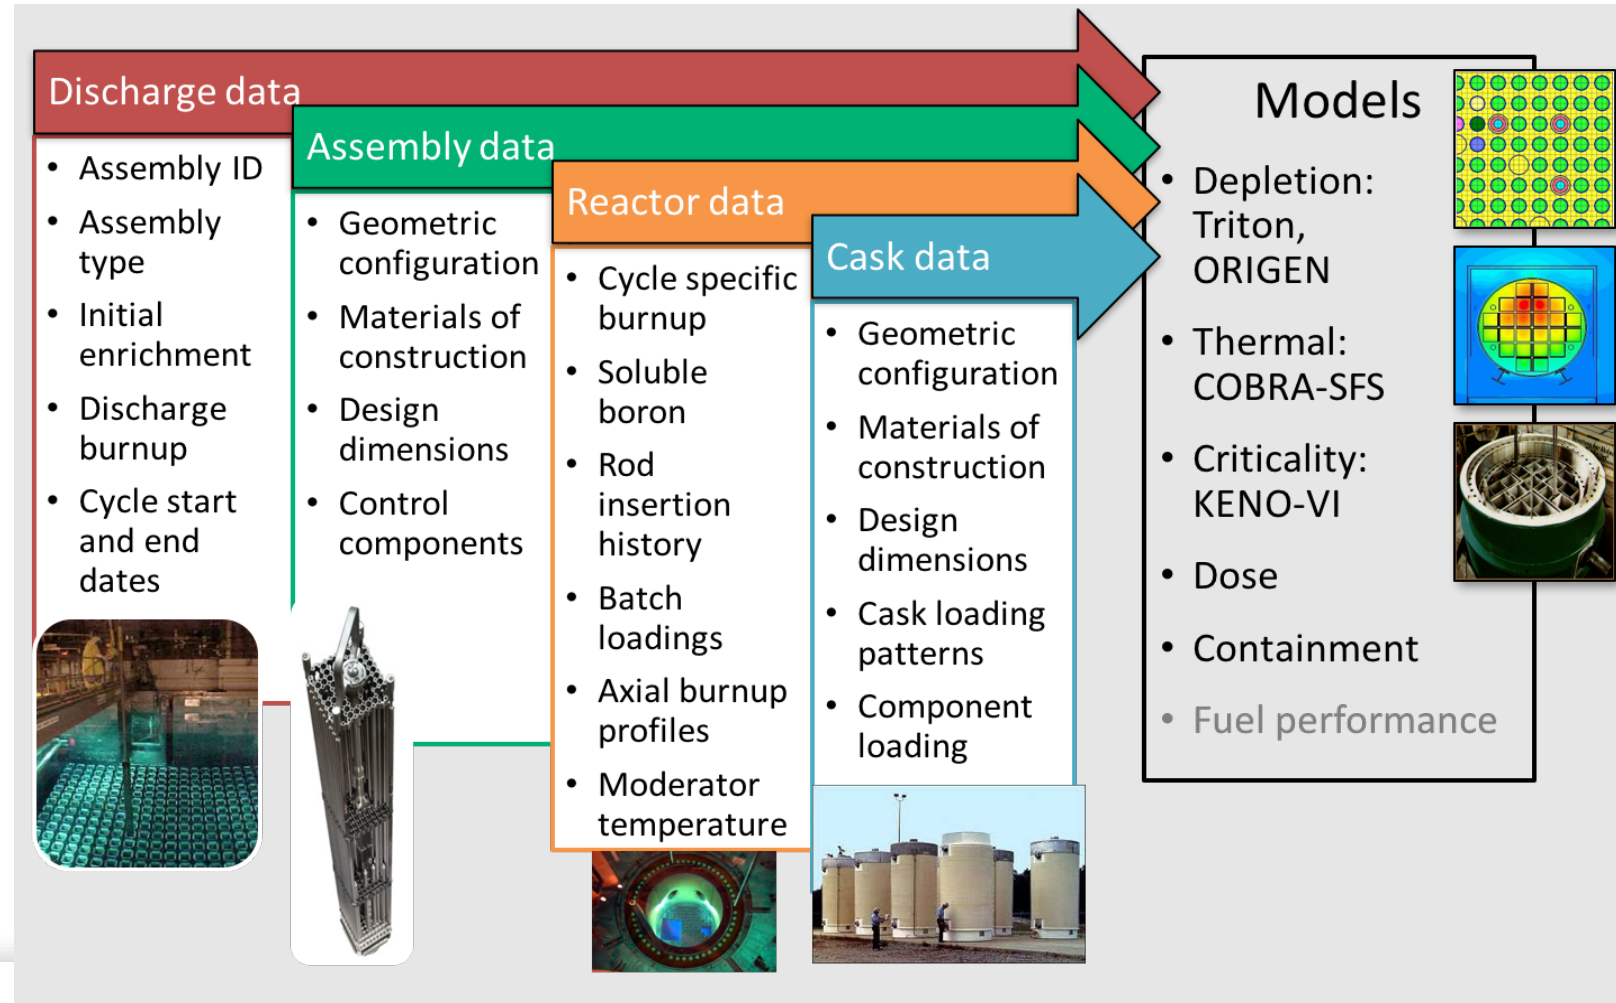 Discharge data
• Assembly ID
• Assembly
type
• Initial
enrichment
• Discharge
burnup
• Cycle start
and end
dates
Assembly data
• Geometric
configuration
• Materials of
construction
• Design
dimensions
• Control
components
Reactor data
• Cycle specific
burnup
• Soluble
boron
• Rod
insertion
history
• Batch
loadings
• Axial burnup
profiles
• Moderator
temperature
Cask data
• Geometric
configuration
• Materials of
construction
• Design
dimensions
• Cask loading
patterns
• Component
loading
Models
• Depletion:
Triton,
ORIGEN
• Thermal:
COBRA-SFS
• Criticality:
KENO-VI
• Dose
• Containment
• Fuel performance